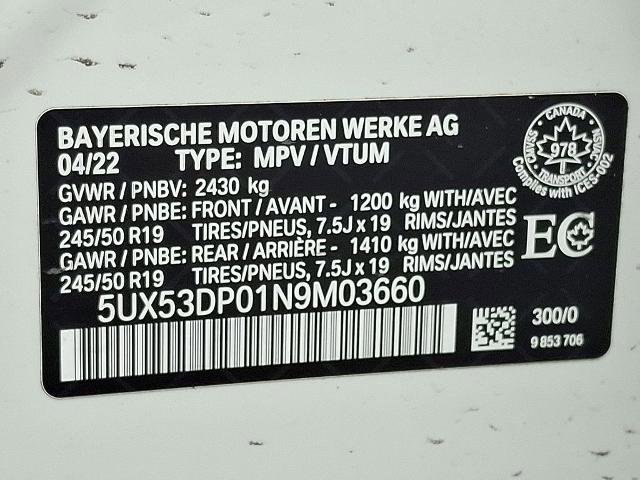 BAYERISCHE MOTOREN WERKE AG
04/22 TYPE: MPV / VTUM
GVWR / PNBV: 2430 kg
GAWR / PNBE: FRONT / AVANT - 1200 kg WITH/AVEC
245/50 R19 TIRES/PNEUS, 7.5J x 19 RIMS/JANTES
GAWR / PNBE: REAR / ARRIÈRE - 1410 kg WITH/AVEC
245/50 R19 TIRES/PNEUS, 7.5J x 19 RIMS/JANTES
5UX53DP01N9M03660
CANADA
CMVSS
NSVAC
978
TRANSPORT
Complies with ICES-002
EC
300/0
9 853 706